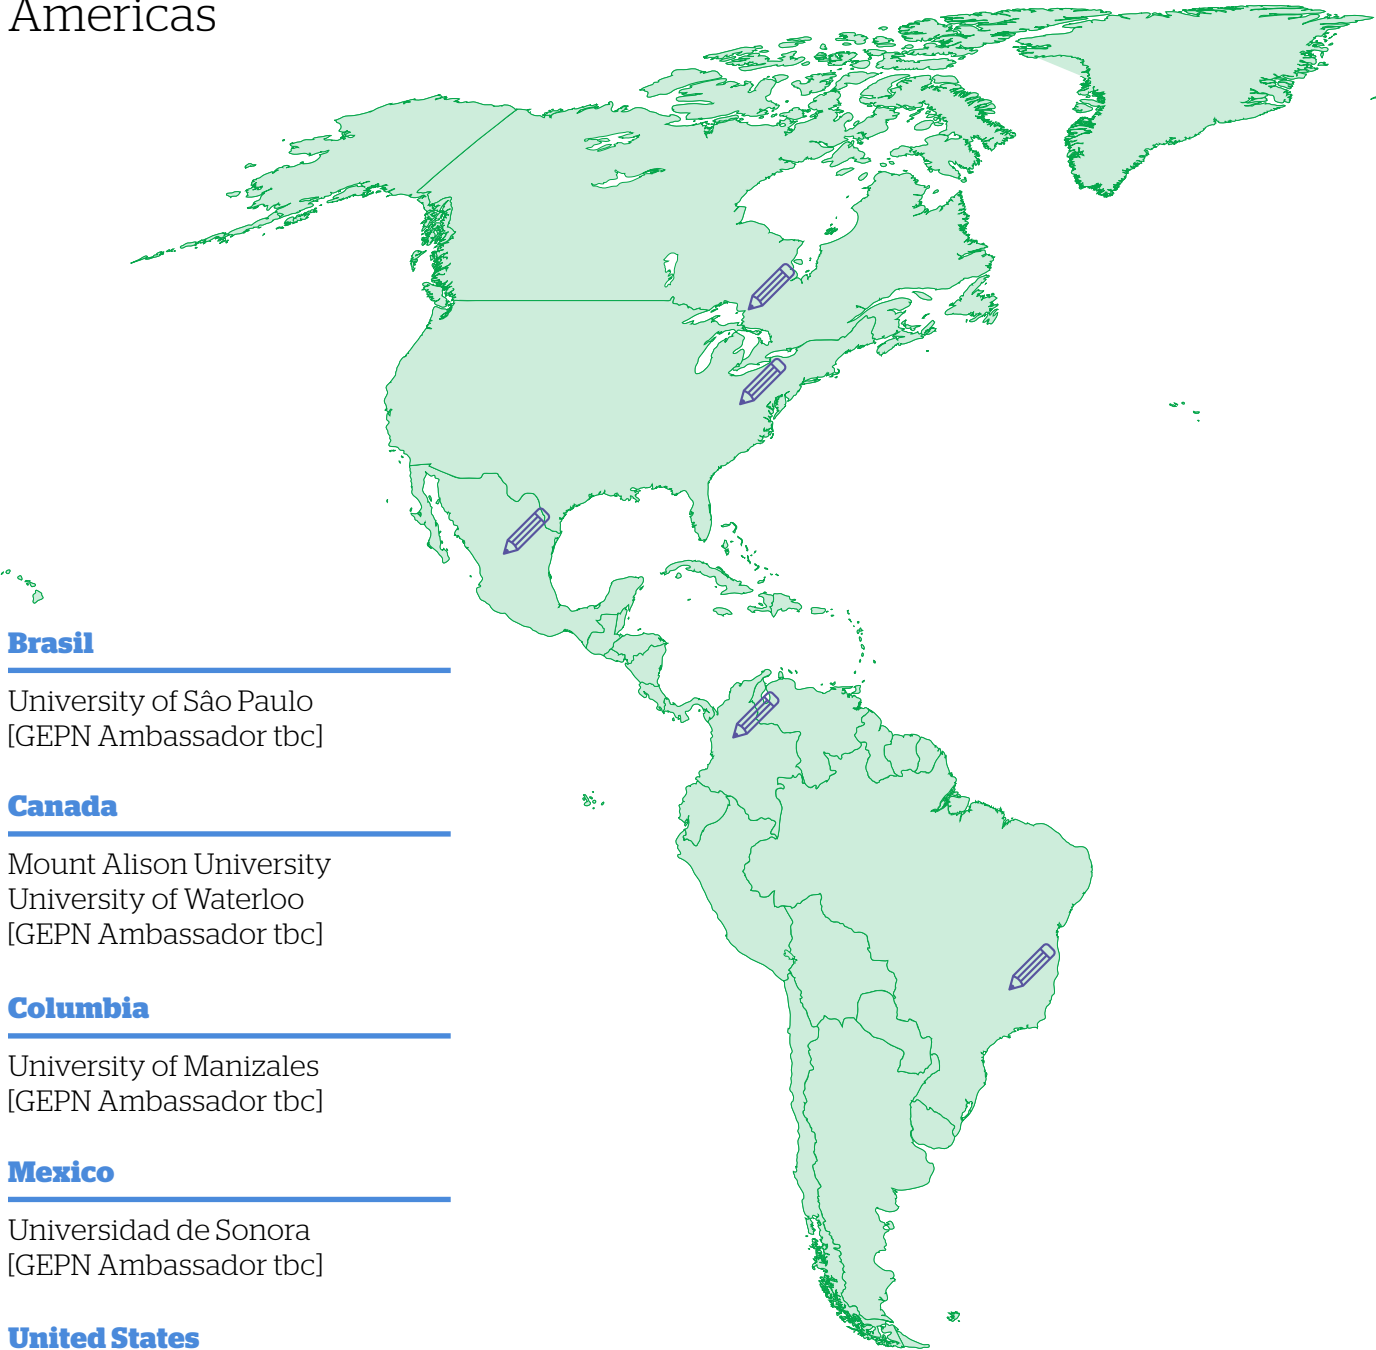 Americas
Brasil
University of Sâo Paulo
[GEPN Ambassador tbc]
Canada
Mount Alison University
University of Waterloo
[GEPN Ambassador tbc]
Columbia
University of Manizales
[GEPN Ambassador tbc]
Mexico
Universidad de Sonora
[GEPN Ambassador tbc]
United States